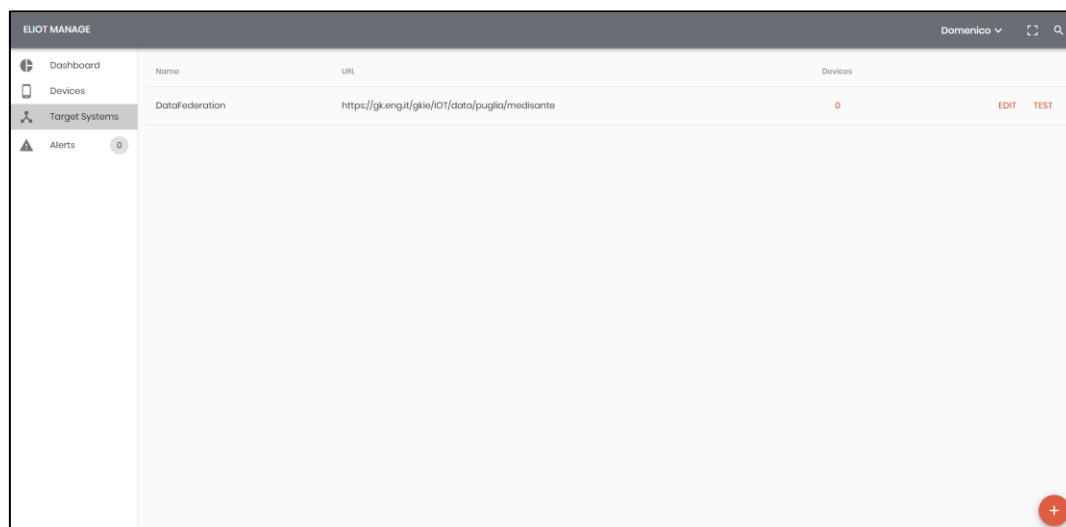 ELIOT MANAGE
Domenico
Dashboard
Devices
Target Systems
Alerts 0
Name URL Devices
DataFederation https://gk.eng.it/gkie/IOT/data/puglia/medisante 0 EDIT TEST
+